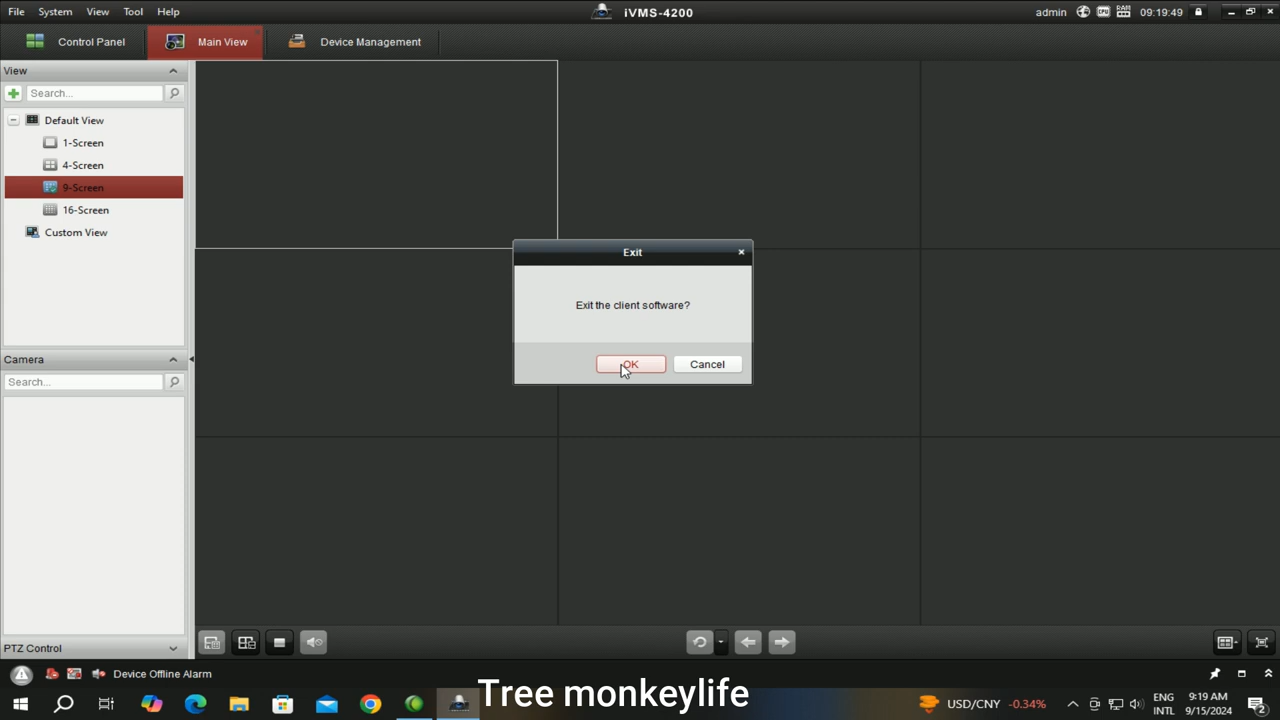 File System View Tool Help
iVMS-4200
admin 09:19:49
Control Panel
Main View
Device Management
View
Search...
Default View
1-Screen
4-Screen
9-Screen
16-Screen
Custom View
Exit
Exit the client software?
OK
Cancel
Camera
Search...
PTZ Control
Device Offline Alarm
Tree monkeylife
USD/CNY -0.34%
ENG
INTL
9:19 AM
9/15/2024
2